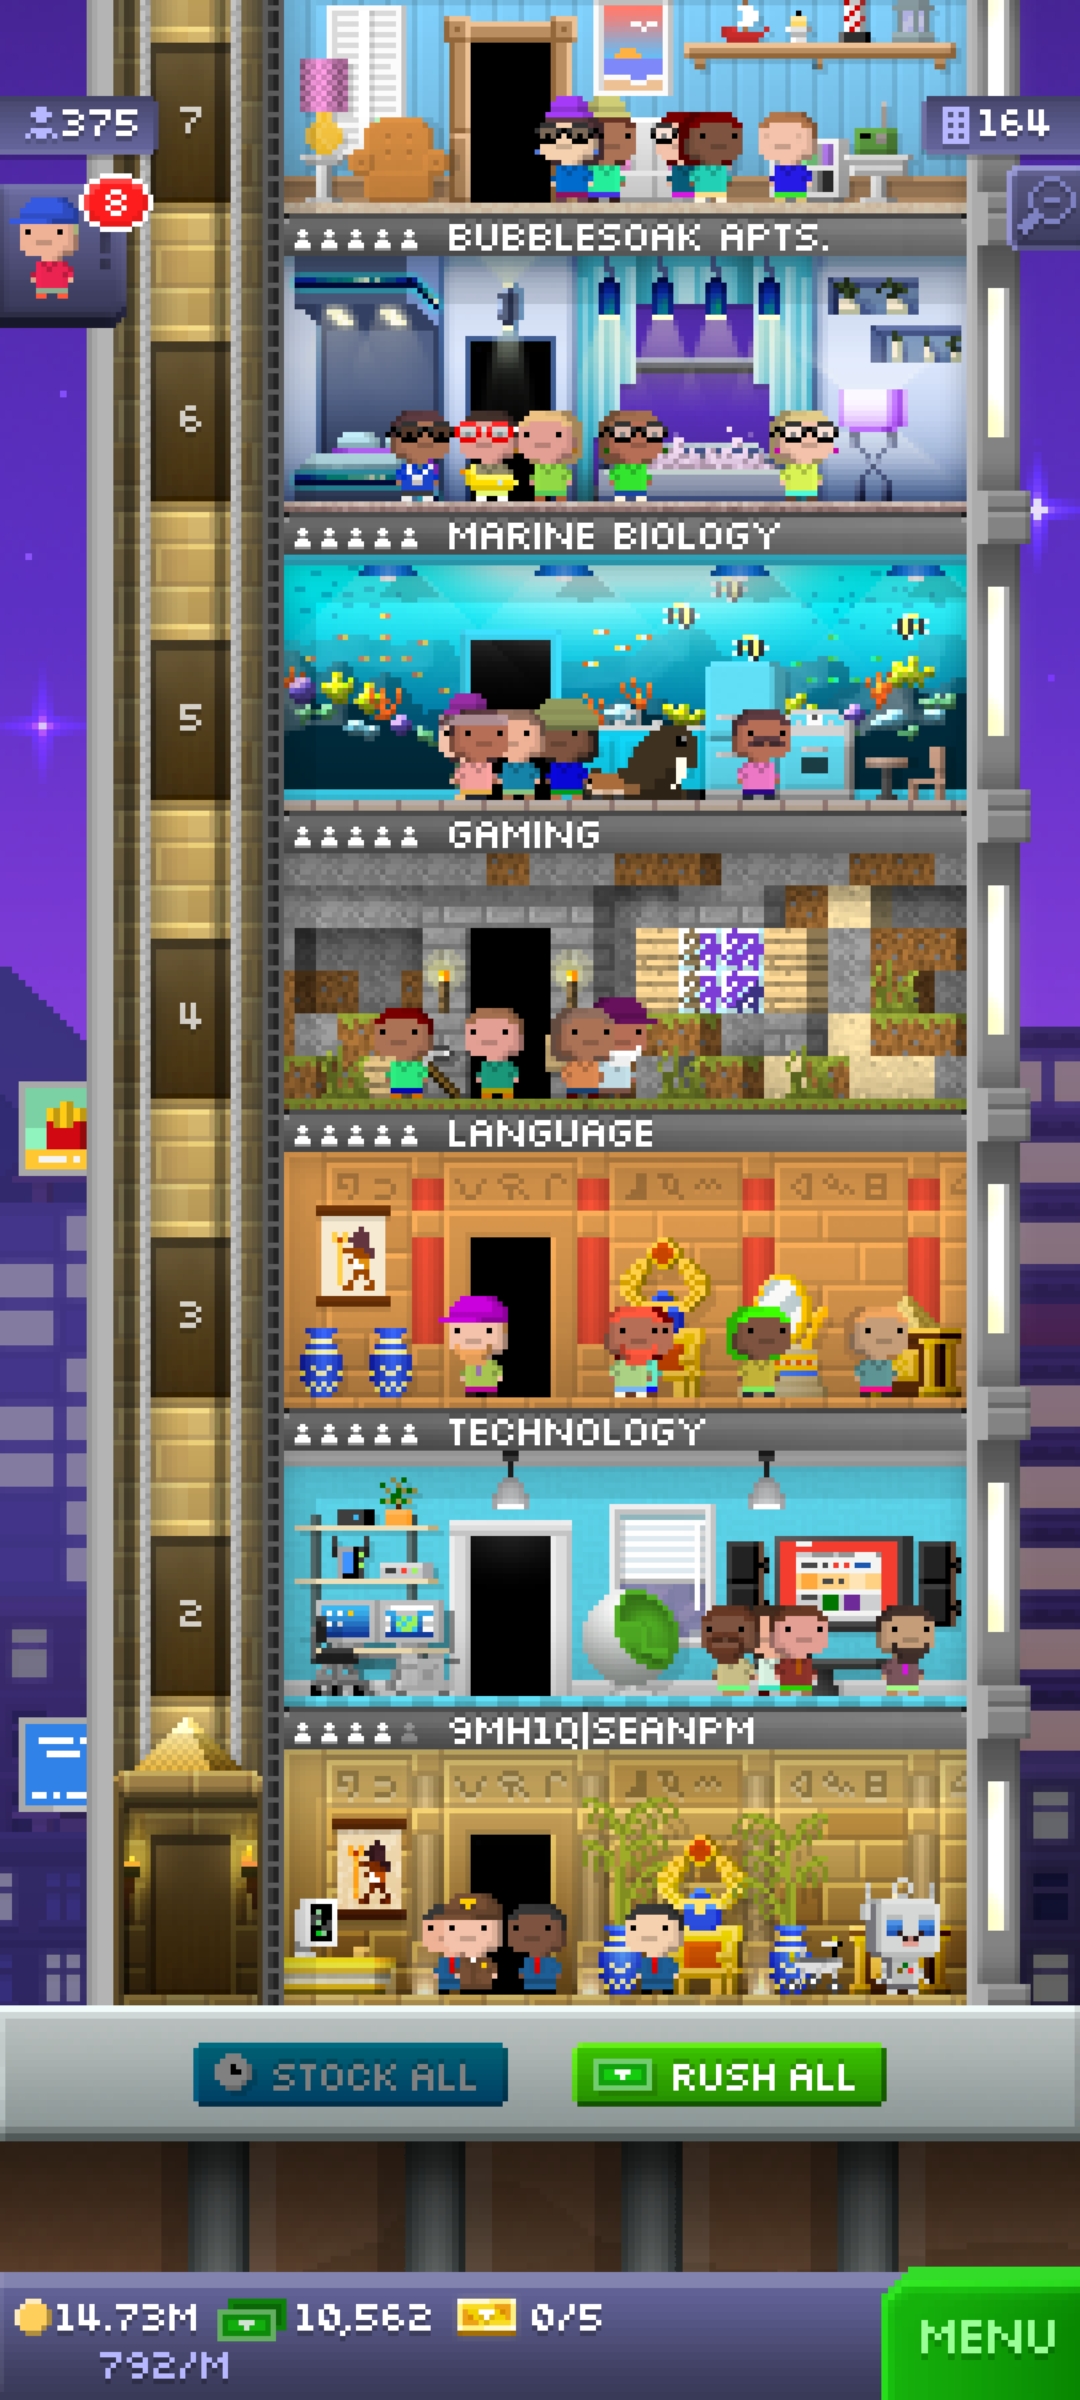 7
375
164
8
BUBBLESOAK APTS.
6
MARINE BIOLOGY
5
GAMING
4
LANGUAGE
3
TECHNOLOGY
2
9MH1Q|SEANPM
STOCK ALL
RUSH ALL
14.73M
10,562
0/5
792/M
MENU